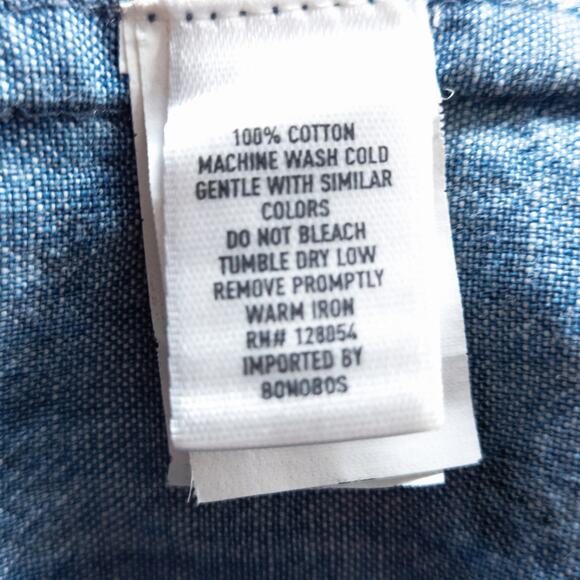 100% COTTON
MACHINE WASH COLD
GENTLE WITH SIMILAR
COLORS
DO NOT BLEACH
TUMBLE DRY LOW
REMOVE PROMPTLY
WARM IRON
RN# 128054
IMPORTED BY
BONOBOS